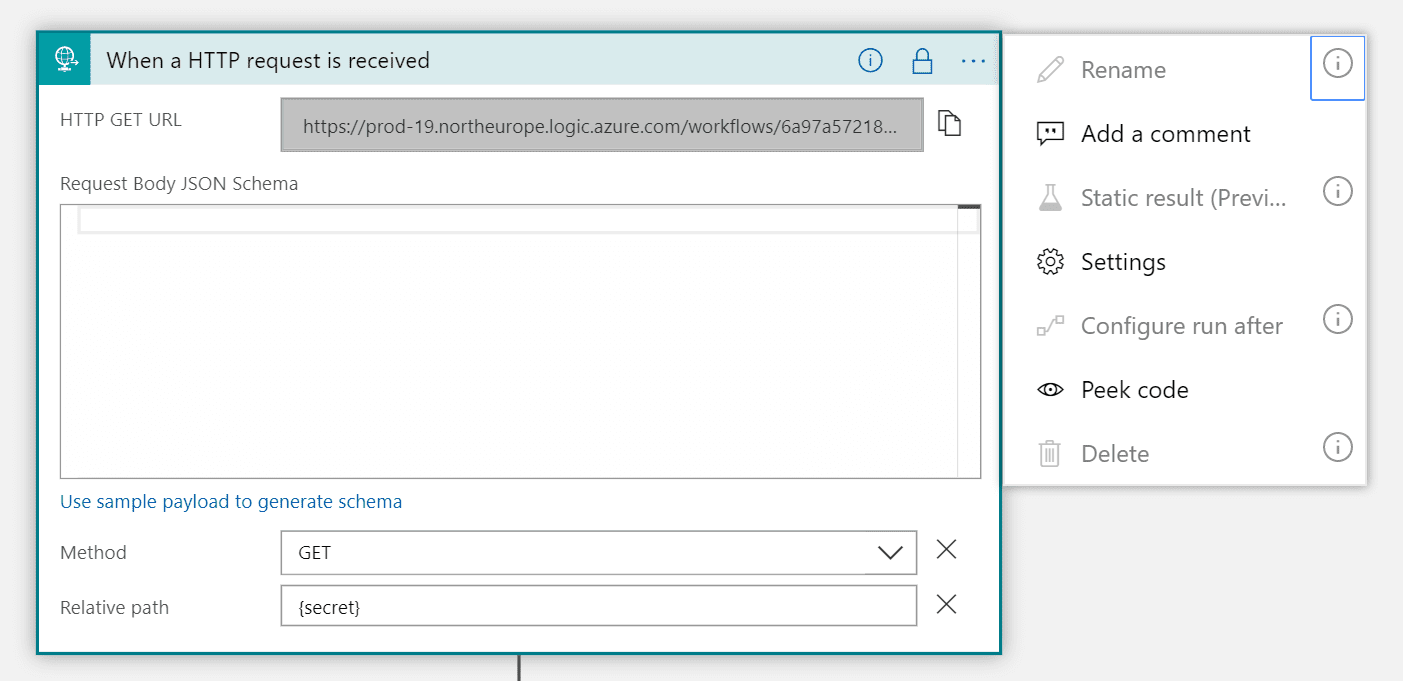 When a HTTP request is received
HTTP GET URL
https://prod-19.northeurope.logic.azure.com/workflows/6a97a57218...
Request Body JSON Schema
Use sample payload to generate schema
Method
GET
Relative path
{secret}
Rename
Add a comment
Static result (Previ...
Settings
Configure run after
Peek code
Delete